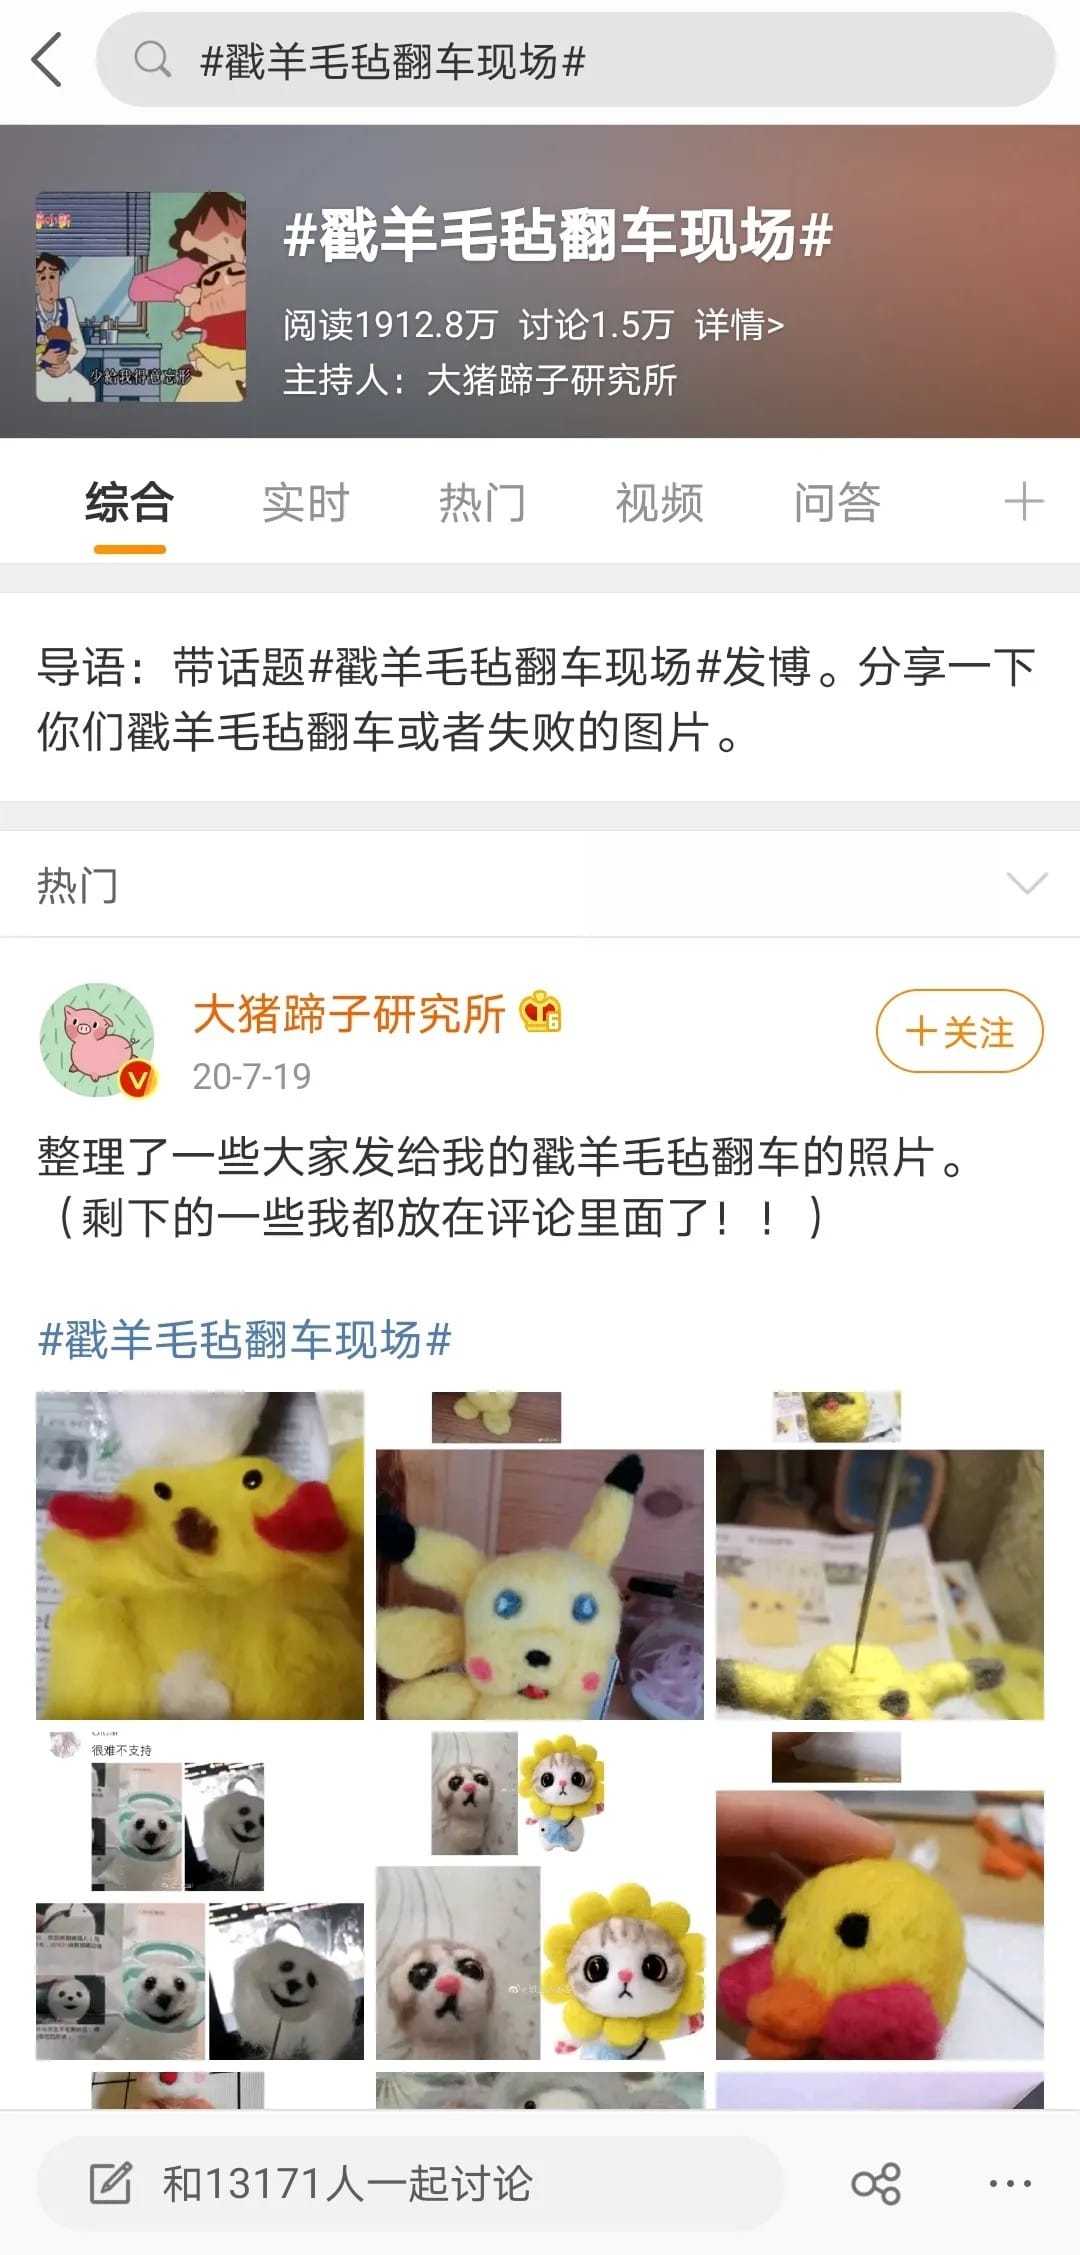 #戳羊毛毡翻车现场#
#戳羊毛毡翻车现场#
阅读1912.8万 讨论1.5万 详情>
主持人：大猪蹄子研究所
少给我得意忘形
综合 实时 热门 视频 问答
导语：带话题#戳羊毛毡翻车现场#发博。分享一下
你们戳羊毛毡翻车或者失败的图片。
热门
大猪蹄子研究所
20-7-19
+关注
整理了一些大家发给我的戳羊毛毡翻车的照片。
（剩下的一些我都放在评论里面了！！）
#戳羊毛毡翻车现场#
很难不支持
和13171人一起讨论